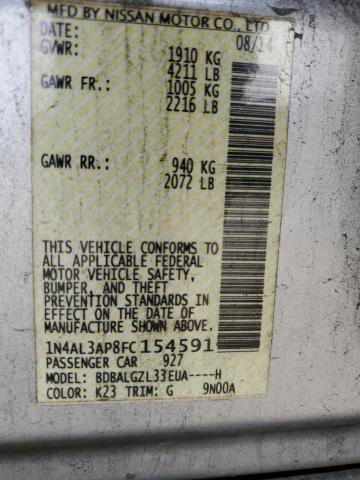 MFD BY NISSAN MOTOR CO., LTD.
DATE: 08/14
GVWR: 1910 KG
4211 LB
GAWR FR: 1005 KG
2216 LB
GAWR RR: 940 KG
2072 LB
THIS VEHICLE CONFORMS TO
ALL APPLICABLE FEDERAL
MOTOR VEHICLE SAFETY,
BUMPER, AND THEFT
PREVENTION STANDARDS IN
EFFECT ON THE DATE OF
MANUFACTURE SHOWN ABOVE.
1N4AL3AP8FC154591
PASSENGER CAR 927
MODEL: BDBALGZL33EUA----H
COLOR: K23 TRIM: G 9N00A